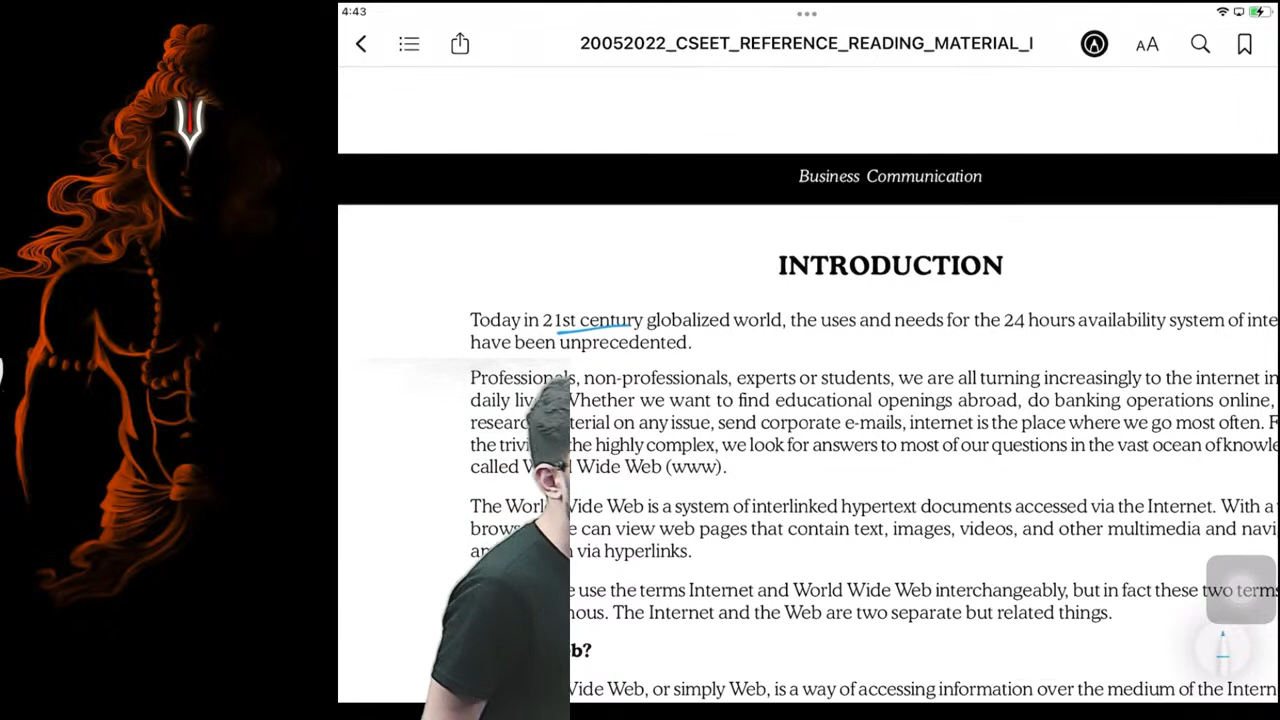 4:43
20052022_CSEET_REFERENCE_READING_MATERIAL_I
AA
Business Communication
INTRODUCTION
Today in 21st century globalized world, the uses and needs for the 24 hours availability system of inte
have been unprecedented.
Professionals, non-professionals, experts or students, we are all turning increasingly to the internet in
daily liv Whether we want to find educational openings abroad, do banking operations online,
researc terial on any issue, send corporate e-mails, internet is the place where we go most often. F
the trivi the highly complex, we look for answers to most of our questions in the vast ocean of knowle
called W Wide Web (www).
The Worl Wide Web is a system of interlinked hypertext documents accessed via the Internet. With a
brows e can view web pages that contain text, images, videos, and other multimedia and navi
an via hyperlinks.
e use the terms Internet and World Wide Web interchangeably, but in fact these two terms
nous. The Internet and the Web are two separate but related things.
b?
Wide Web, or simply Web, is a way of accessing information over the medium of the Intern